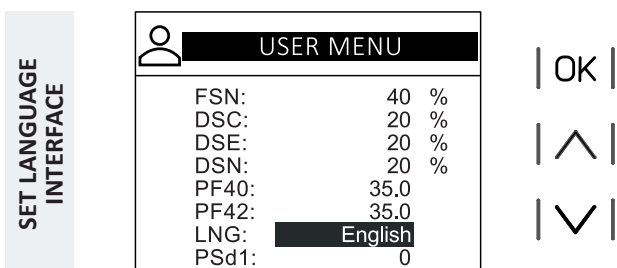 SET LANGUAGE
INTERFACE
USER MENU
FSN: 40 %
DSC: 20 %
DSE: 20 %
DSN: 20 %
PF40: 35.0
PF42: 35.0
LNG: English
PSd1: 0
OK